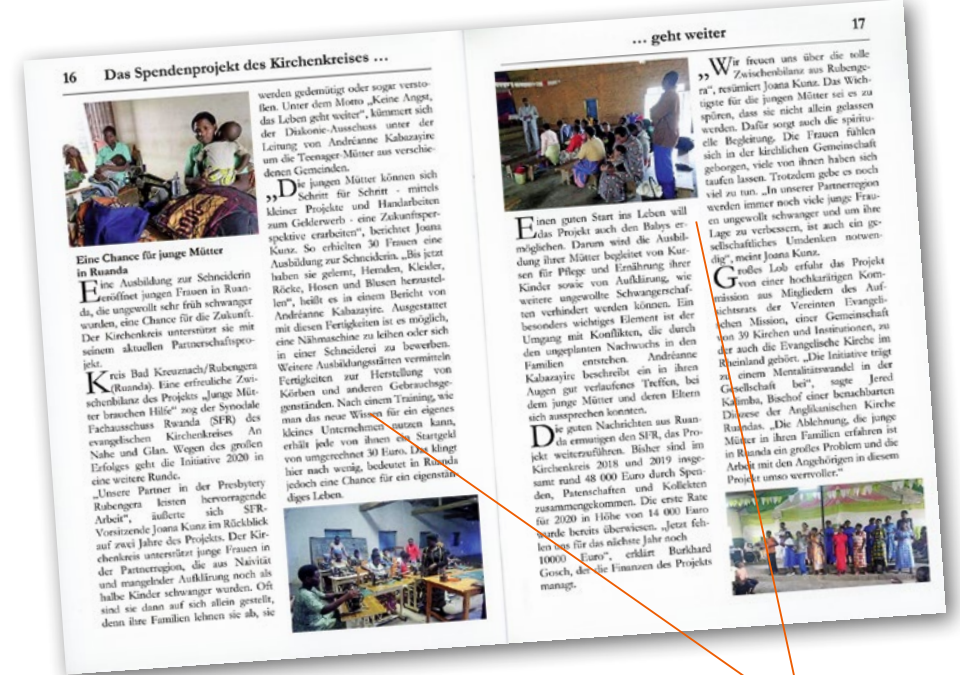 16 Das Spendenprojekt des Kirchenkreises ...
Eine Chance für junge Mütter
in Ruanda
Eine Ausbildung zur Schneiderin
eröffnet jungen Frauen in Ruan-
da, die ungewollt sehr früh schwanger
wurden, eine Chance für die Zukunft.
Der Kirchenkreis unterstützt sie mit
seinem aktuellen Partnerschaftspro-
jekt.
Kreis Bad Kreuznach/Rubengera
(Ruanda). Eine erfreuliche Zwi-
schenbilanz des Projekts „Junge Müt-
ter brauchen Hilfe" zog der Synodale
Fachausschuss Rwanda (SFR) des
evangelischen Kirchenkreises An
Nahe und Glan. Wegen des großen
Erfolges geht die Initiative 2020 in
eine weitere Runde.
„Unsere Partner in der Presbytery
Rubengera leisten hervorragende
Arbeit", äußerte sich SFR-
Vorsitzende Joana Kunz im Rückblick
auf zwei Jahre des Projekts. Der Kir-
chenkreis unterstützt junge Frauen in
der Partnerregion, die aus Naivität
und mangelnder Aufklärung noch als
halbe Kinder schwanger wurden. Oft
sind sie dann auf sich allein gestellt,
denn ihre Familien lehnen sie ab, sie
werden gedemütigt oder sogar versto-
ßen. Unter dem Motto „Keine Angst,
das Leben geht weiter", kümmert sich
der Diakonie-Ausschuss unter der
Leitung von Andréanne Kabazayire
um die Teenager-Mütter aus verschie-
denen Gemeinden.
„Die jungen Mütter können sich
Schritt für Schritt - mittels
kleiner Projekte und Handarbeiten
zum Gelderwerb - eine Zukunftsper-
spektive erarbeiten", berichtet Joana
Kunz. So erhielten 30 Frauen eine
Ausbildung zur Schneiderin. „Bis jetzt
haben sie gelernt, Hemden, Kleider,
Röcke, Hosen und Blusen herzustel-
len", heißt es in einem Bericht von
Andréanne Kabazayire. Ausgestattet
mit diesen Fertigkeiten ist es möglich,
eine Nähmaschine zu leihen oder sich
in einer Schneiderei zu bewerben.
Weitere Ausbildungsstätten vermitteln
Fertigkeiten zur Herstellung von
Körben und anderen Gebrauchsge-
genständen. Nach einem Training, wie
man das neue Wissen für ein eigenes
kleines Unternehmen nutzen kann,
erhält jede von ihnen ein Startgeld
von umgerechnet 30 Euro. Das klingt
hier nach wenig, bedeutet in Ruanda
jedoch eine Chance für ein eigenstän-
diges Leben.
... geht weiter 17
Einen guten Start ins Leben will
das Projekt auch den Babys er-
möglichen. Darum wird die Ausbil-
dung ihrer Mütter begleitet von Kur-
sen für Pflege und Ernährung ihrer
Kinder sowie von Aufklärung, wie
weitere ungewollte Schwangerschaf-
ten verhindert werden können. Ein
besonders wichtiges Element ist der
Umgang mit Konflikten, die durch
den ungeplanten Nachwuchs in den
Familien entstehen. Andréanne
Kabazayire beschreibt ein in ihren
Augen gut verlaufenes Treffen, bei
dem junge Mütter und deren Eltern
sich aussprechen konnten.
Die guten Nachrichten aus Ruan-
da ermutigen den SFR, das Pro-
jekt weiterzuführen. Bisher sind im
Kirchenkreis 2018 und 2019 insge-
samt rund 48 000 Euro durch Spen-
den, Patenschaften und Kollekten
zusammengekommen. Die erste Rate
für 2020 in Höhe von 14 000 Euro
wurde bereits überwiesen. „Jetzt feh-
len uns für das nächste Jahr noch
10000 Euro", erklärt Burkhard
Gosch, der die Finanzen des Projekts
managt.
„Wir freuen uns über die tolle
Zwischenbilanz aus Rubenge-
ra", resümiert Joana Kunz. Das Wich-
tigste für die jungen Mütter sei es zu
spüren, dass sie nicht allein gelassen
werden. Dafür sorgt auch die spiritu-
elle Begleitung. Die Frauen fühlen
sich in der kirchlichen Gemeinschaft
geborgen, viele von ihnen haben sich
taufen lassen. Trotzdem gebe es noch
viel zu tun. „In unserer Partnerregion
werden immer noch viele junge Frau-
en ungewollt schwanger und um ihre
Lage zu verbessern, ist auch ein ge-
sellschaftliches Umdenken notwen-
dig", meint Joana Kunz.
Großes Lob erfuhr das Projekt
von einer hochkarätigen Kom-
mission aus Mitgliedern des Auf-
sichtsrats der Vereinten Evangeli-
schen Mission, einer Gemeinschaft
von 39 Kirchen und Institutionen, zu
der auch die Evangelische Kirche im
Rheinland gehört. „Die Initiative trägt
zu einem Mentalitätswandel in der
Gesellschaft bei", sagte Jered
Kalimba, Bischof einer benachbarten
Diözese der Anglikanischen Kirche
Ruandas. „Die Ablehnung, die junge
Mütter in ihren Familien erfahren ist
in Ruanda ein großes Problem und die
Arbeit mit den Angehörigen in diesem
Projekt umso wertvoller."